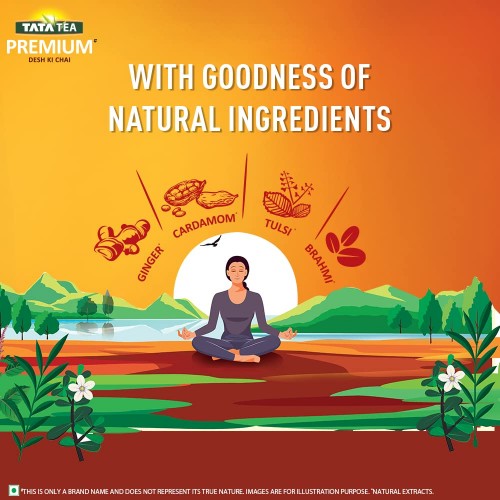 TATA TEA
PREMIUM#
DESH KI CHAI
WITH GOODNESS OF
NATURAL INGREDIENTS
GINGER*
CARDAMOM*
TULSI*
BRAHMI*
#THIS IS ONLY A BRAND NAME AND DOES NOT REPRESENT ITS TRUE NATURE. IMAGES ARE FOR ILLUSTRATION PURPOSE. *NATURAL EXTRACTS.